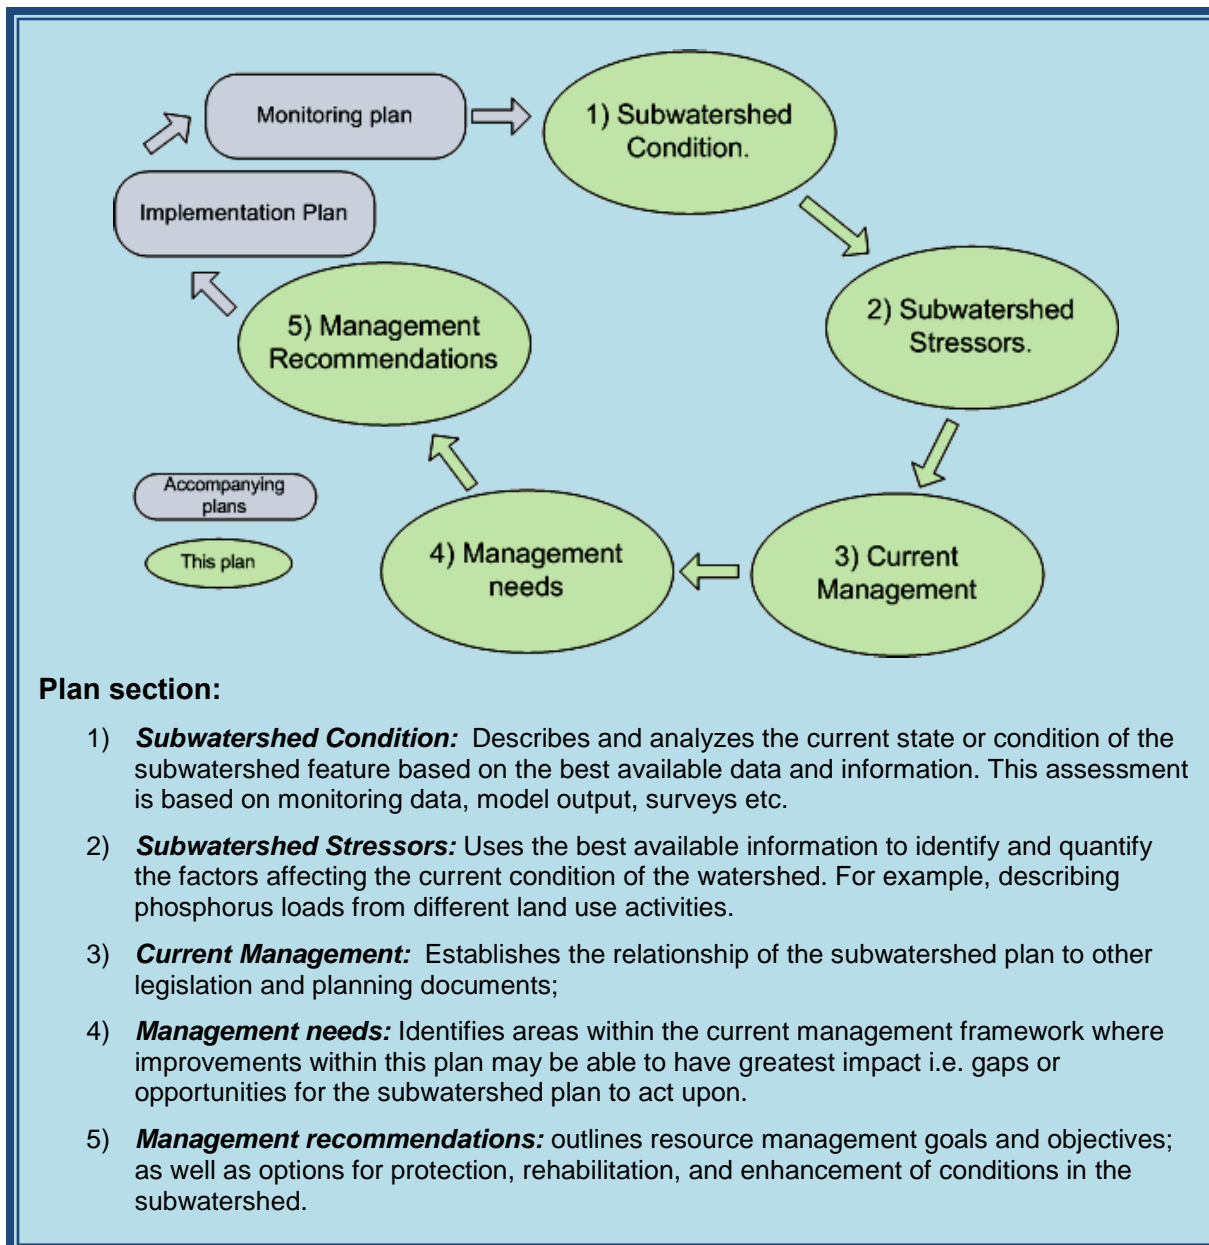 Monitoring plan
1) Subwatershed
Condition.
Implementation Plan
2) Subwatershed
Stressors.
5) Management
Recommendations
Accompanying
plans
This plan
4) Management
needs
3) Current
Management
Plan section:
1) Subwatershed Condition: Describes and analyzes the current state or condition of the
subwatershed feature based on the best available data and information. This assessment
is based on monitoring data, model output, surveys etc.
2) Subwatershed Stressors: Uses the best available information to identify and quantify
the factors affecting the current condition of the watershed. For example, describing
phosphorus loads from different land use activities.
3) Current Management: Establishes the relationship of the subwatershed plan to other
legislation and planning documents;
4) Management needs: Identifies areas within the current management framework where
improvements within this plan may be able to have greatest impact i.e. gaps or
opportunities for the subwatershed plan to act upon.
5) Management recommendations: outlines resource management goals and objectives;
as well as options for protection, rehabilitation, and enhancement of conditions in the
subwatershed.